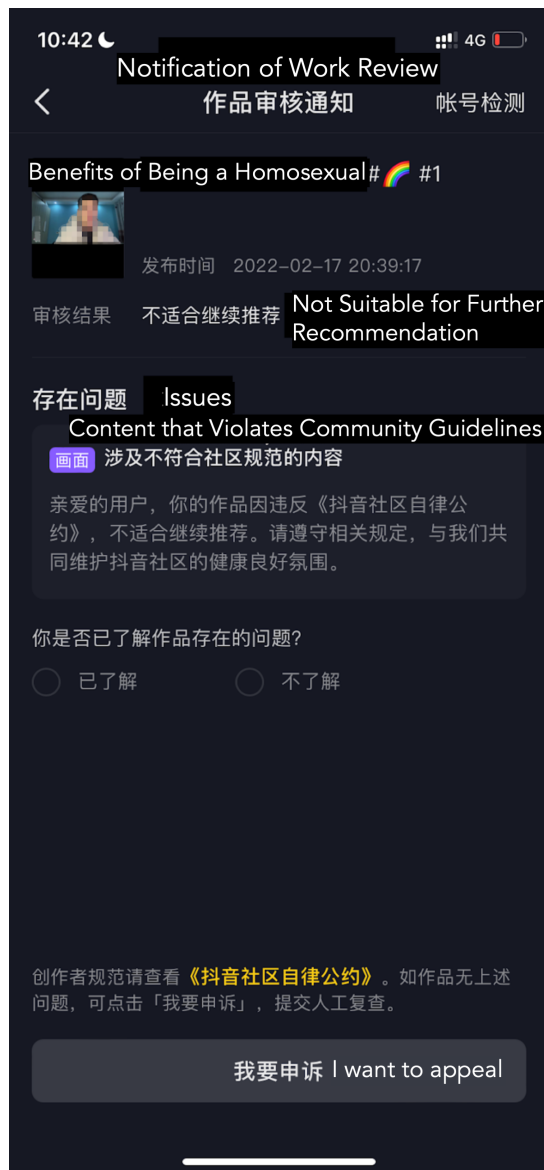 10:42 4G
Notification of Work Review
作品审核通知 帐号检测
Benefits of Being a Homosexual#🌈 #1
发布时间 2022-02-17 20:39:17
审核结果 不适合继续推荐 Not Suitable for Further
Recommendation
存在问题 Issues
Content that Violates Community Guidelines
画面 涉及不符合社区规范的内容
亲爱的用户，你的作品因违反《抖音社区自律公
约》，不适合继续推荐。请遵守相关规定，与我们共
同维护抖音社区的健康良好氛围。
你是否已了解作品存在的问题?
已了解 不了解
创作者规范请查看《抖音社区自律公约》。如作品无上述
问题，可点击「我要申诉」，提交人工复查。
我要申诉 I want to appeal